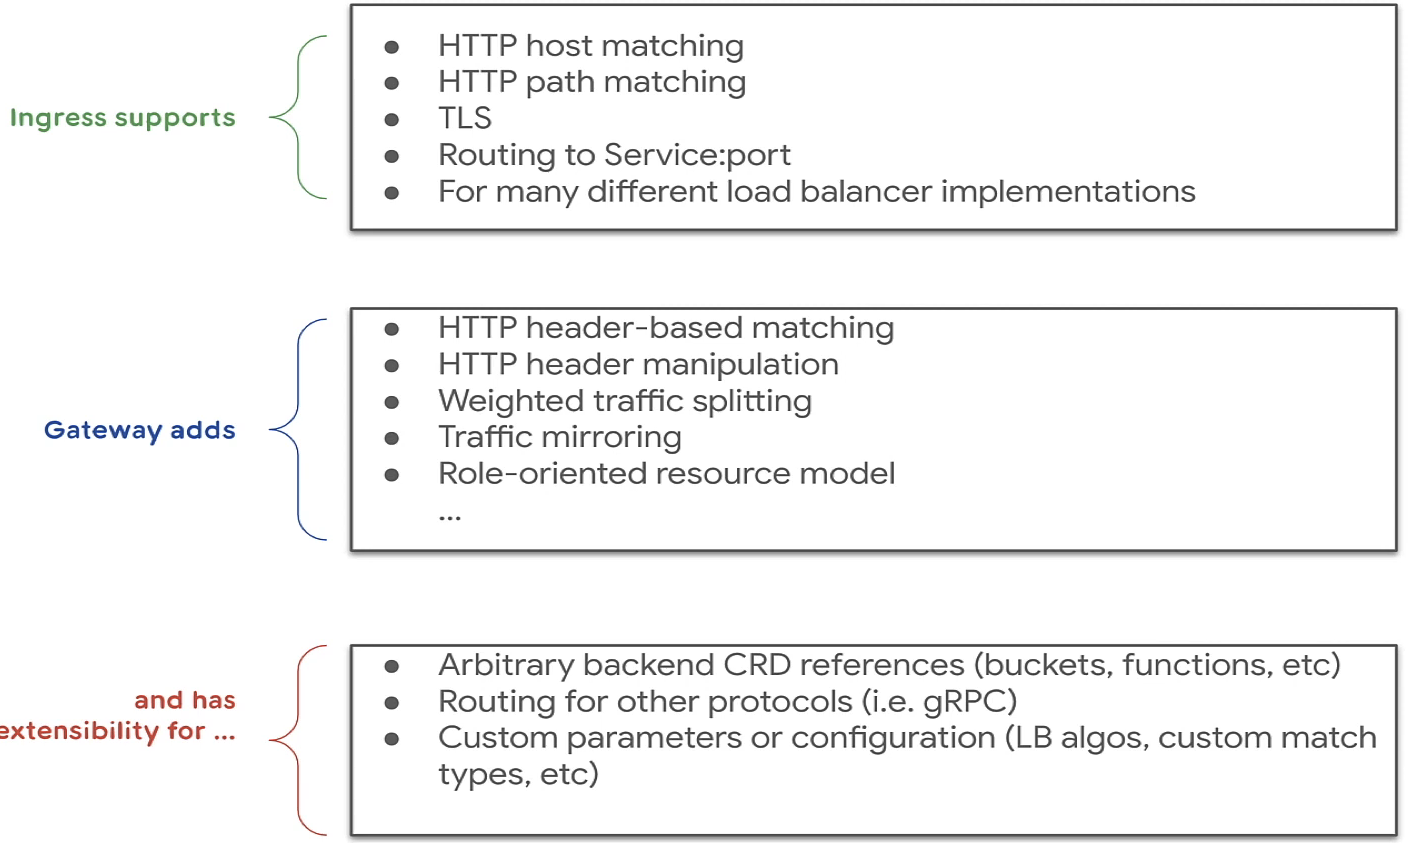 Ingress supports
● HTTP host matching
● HTTP path matching
● TLS
● Routing to Service:port
● For many different load balancer implementations
Gateway adds
● HTTP header-based matching
● HTTP header manipulation
● Weighted traffic splitting
● Traffic mirroring
● Role-oriented resource model
...
and has
extensibility for ...
● Arbitrary backend CRD references (buckets, functions, etc)
● Routing for other protocols (i.e. gRPC)
● Custom parameters or configuration (LB algos, custom match
types, etc)